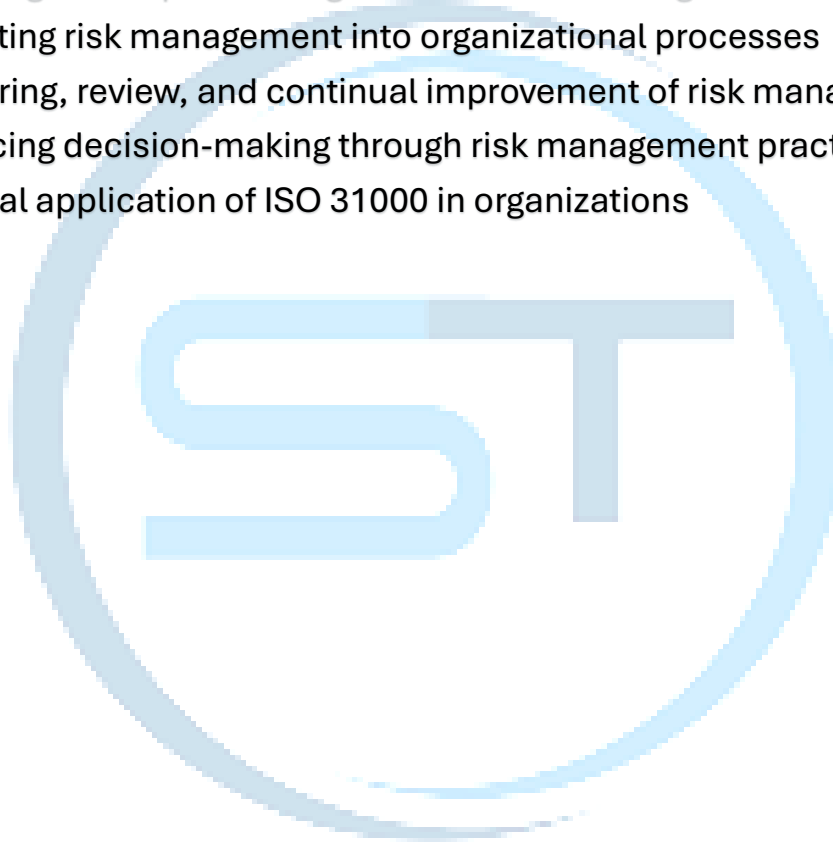 ting risk management into organizational processes
ring, review, and continual improvement of risk mana
cing decision-making through risk management pract
al application of ISO 31000 in organizations
ST